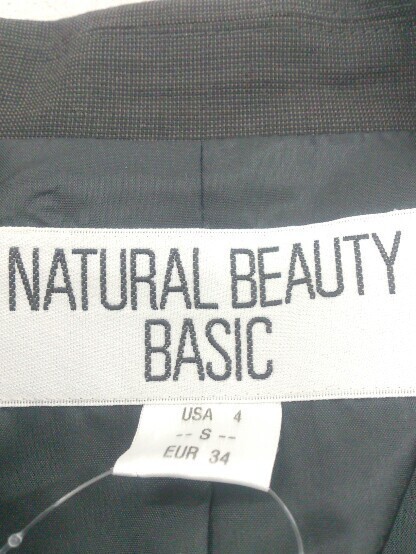 NATURAL BEAUTY
BASIC
USA 4
-- S --
EUR 34